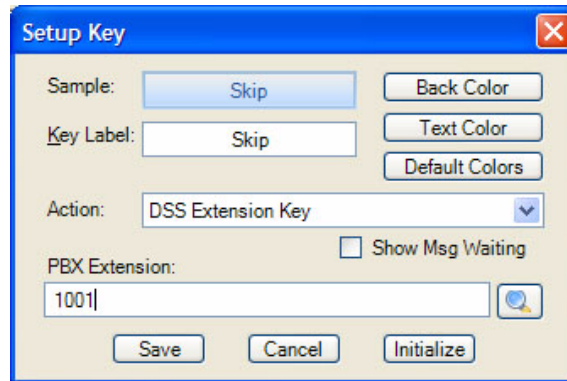 Setup Key
Sample: Skip Back Color
Key Label: Skip Text Color
Default Colors
Action: DSS Extension Key
Show Msg Waiting
PBX Extension:
1001
Save Cancel Initialize